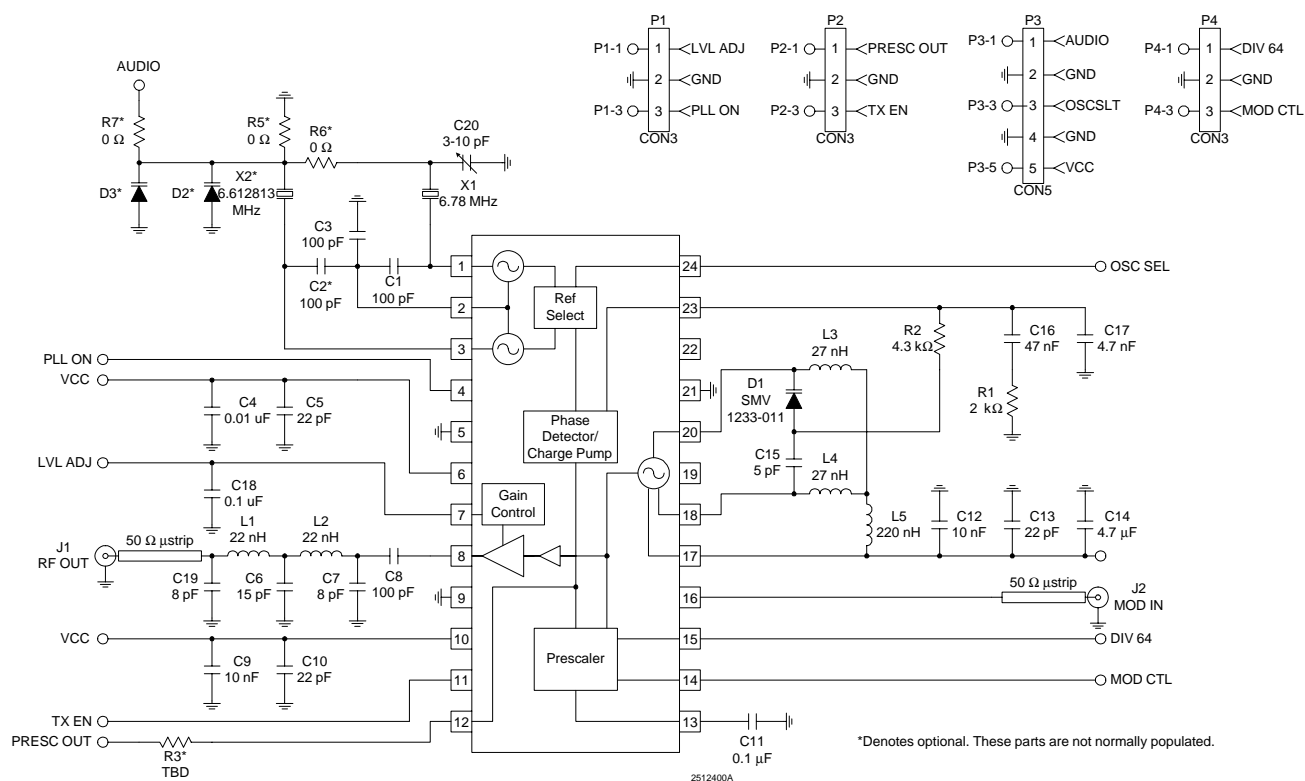 P1
P1-1
1
LVL ADJ
2
GND
P1-3
3
PLL ON
CON3
P2
P2-1
1
PRESC OUT
2
GND
P2-3
3
TX EN
CON3
P3
P3-1
1
AUDIO
2
GND
P3-3
3
OSCSLT
4
GND
P3-5
5
VCC
CON5
P4
P4-1
1
DIV 64
2
GND
P4-3
3
MOD CTL
CON3
AUDIO
R7*
0 Ω
R5*
0 Ω
R6*
0 Ω
C20
3-10 pF
D3*
D2*
X2*
6.612813
MHz
X1
6.78 MHz
C3
100 pF
C2*
100 pF
C1
100 pF
1
2
3
4
5
6
7
8
9
10
11
12
24
23
22
21
20
19
18
17
16
15
14
13
Ref
Select
Phase
Detector/
Charge Pump
Gain
Control
Prescaler
PLL ON
VCC
C4
0.01 uF
C5
22 pF
LVL ADJ
C18
0.1 uF
J1
RF OUT
50 Ω µstrip
L1
22 nH
L2
22 nH
C19
8 pF
C6
15 pF
C7
8 pF
C8
100 pF
VCC
C9
10 nF
C10
22 pF
TX EN
PRESC OUT
R3*
TBD
OSC SEL
R2
4.3 kΩ
C16
47 nF
C17
4.7 nF
R1
2 kΩ
L3
27 nH
D1
SMV
1233-011
C15
5 pF
L4
27 nH
L5
220 nH
C12
10 nF
C13
22 pF
C14
4.7 µF
50 Ω µstrip
J2
MOD IN
DIV 64
MOD CTL
C11
0.1 µF
*Denotes optional. These parts are not normally populated.
2512400A